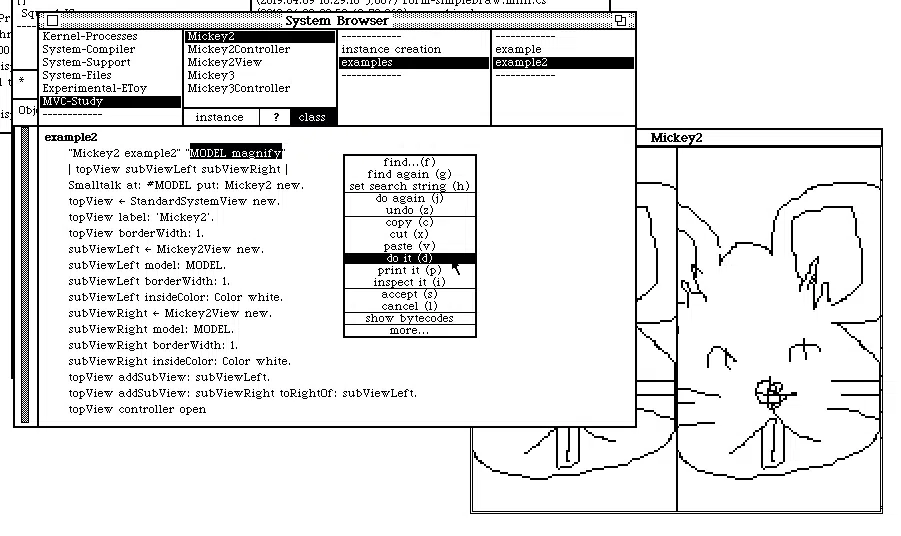 System Browser
Kernel-Processes
System-Compiler
System-Support
System-Files
Experimental-EToy
MVC-Study
------------
Mickey2
Mickey2Controller
Mickey2View
Mickey3
Mickey3Controller
instance ? class
------------
instance creation
examples
------------
------------
example
example2
------------
example2
"Mickey2 example2" "MODEL magnify"
| topView subViewLeft subViewRight |
Smalltalk at: #MODEL put: Mickey2 new.
topView ← StandardSystemView new.
topView label: 'Mickey2'.
topView borderWidth: 1.
subViewLeft ← Mickey2View new.
subViewLeft model: MODEL.
subViewLeft borderWidth: 1.
subViewLeft insideColor: Color white.
subViewRight ← Mickey2View new.
subViewRight model: MODEL.
subViewRight borderWidth: 1.
subViewRight insideColor: Color white.
topView addSubView: subViewLeft.
topView addSubView: subViewRight toRightOf: subViewLeft.
topView controller open
find...(f)
find again (g)
set search string (h)
do again (j)
undo (z)
copy (c)
cut (x)
paste (v)
do it (d)
print it (p)
inspect it (i)
accept (s)
cancel (l)
show bytecodes
more...
Mickey2